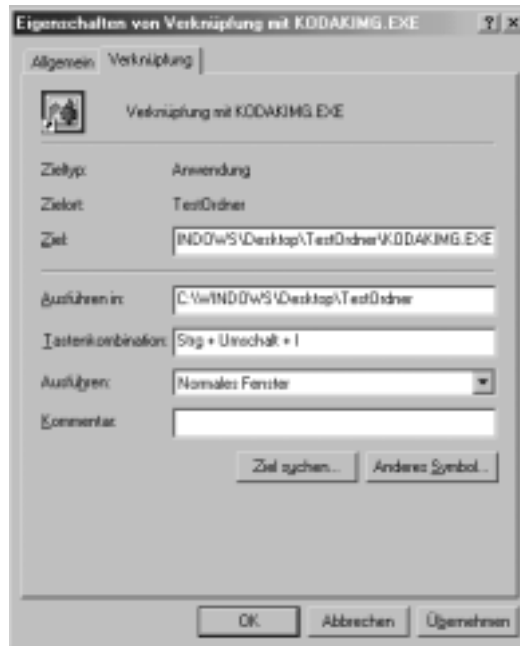 Eigenschaften von Verknüpfung mit KODAKIMG.EXE
Allgemein Verknüpfung
Verknüpfung mit KODAKIMG.EXE
Zieltyp: Anwendung
Zielort: TestOrdner
Ziel: INDOWS\Desktop\TestOrdner\KODAKIMG.EXE
Ausführen in: C:\WINDOWS\Desktop\TestOrdner
Tastenkombination: Strg + Umschalt + I
Ausführen: Normales Fenster
Kommentar:
Ziel suchen... Anderes Symbol...
OK Abbrechen Übernehmen